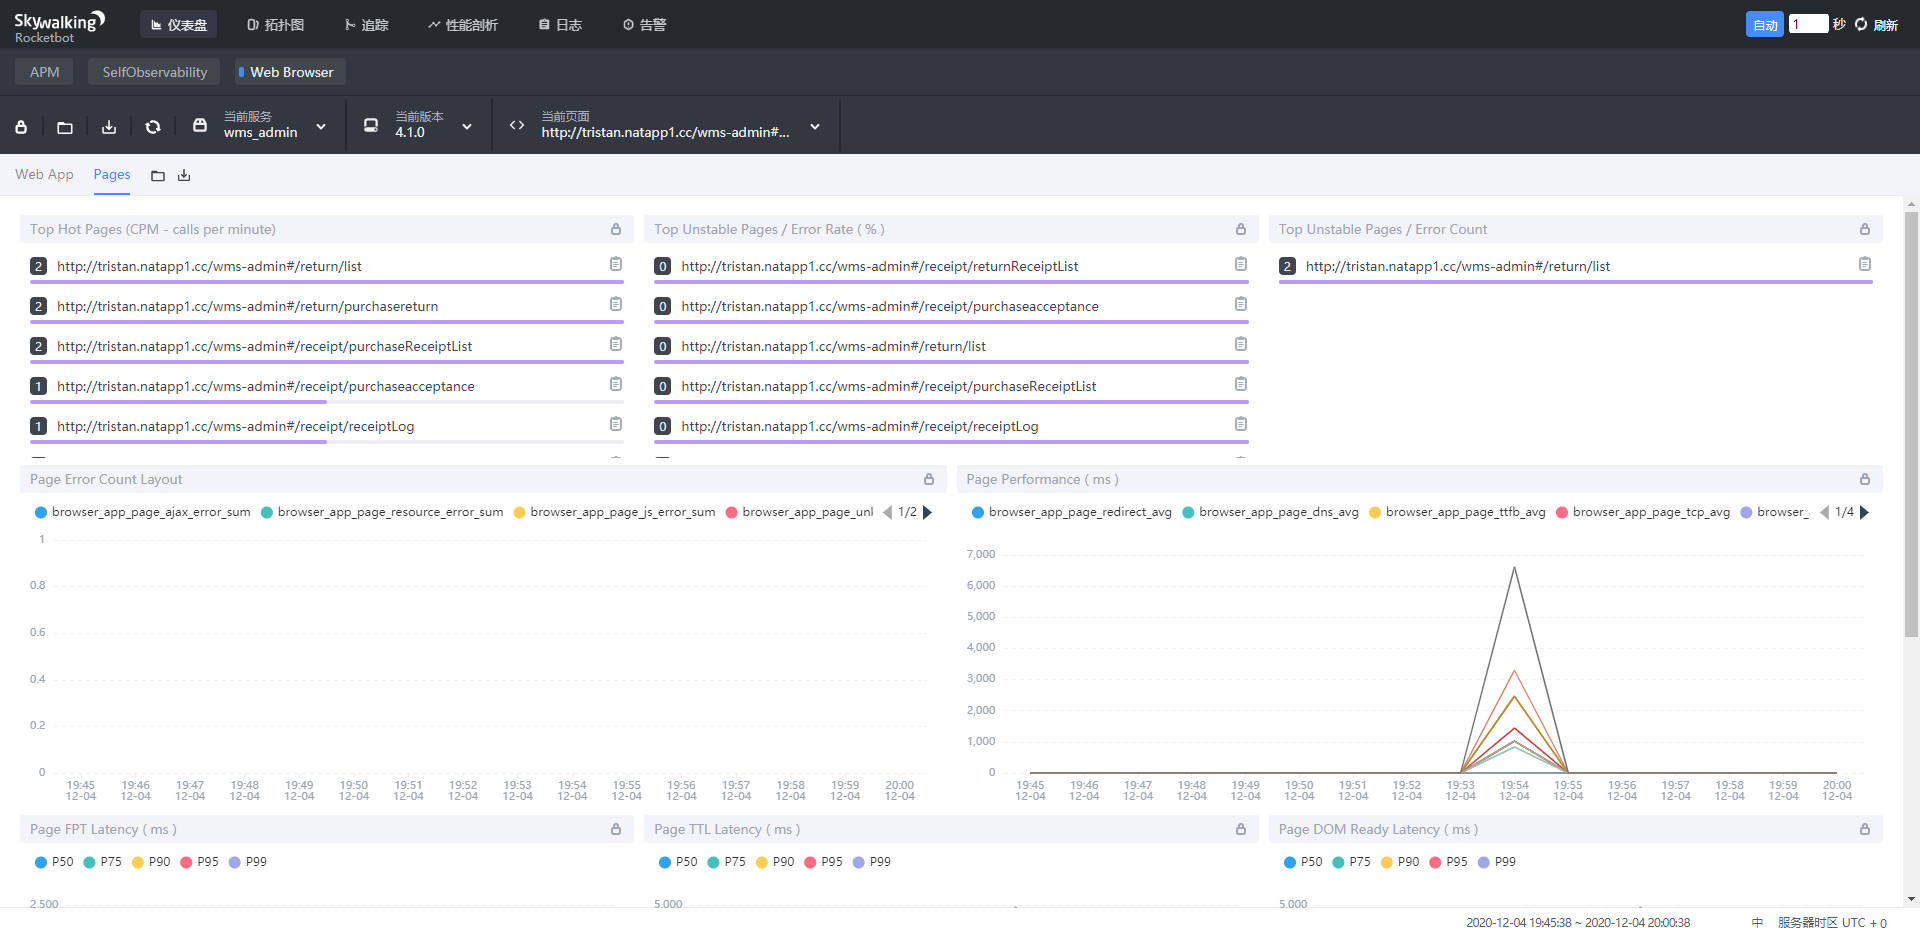 Skywalking
Rocketbot
仪表盘 拓扑图 追踪 性能剖析 日志 告警
自动 1 秒 刷新
APM SelfObservability Web Browser
当前服务
wms_admin
当前版本
4.1.0
当前页面
http://tristan.natapp1.cc/wms-admin#...
Web App Pages
Top Hot Pages (CPM - calls per minute)
2 http://tristan.natapp1.cc/wms-admin#/return/list
2 http://tristan.natapp1.cc/wms-admin#/return/purchasereturn
2 http://tristan.natapp1.cc/wms-admin#/receipt/purchaseReceiptList
1 http://tristan.natapp1.cc/wms-admin#/receipt/purchaseacceptance
1 http://tristan.natapp1.cc/wms-admin#/receipt/receiptLog
Top Unstable Pages / Error Rate ( % )
0 http://tristan.natapp1.cc/wms-admin#/receipt/returnReceiptList
0 http://tristan.natapp1.cc/wms-admin#/receipt/purchaseacceptance
0 http://tristan.natapp1.cc/wms-admin#/return/list
0 http://tristan.natapp1.cc/wms-admin#/receipt/purchaseReceiptList
0 http://tristan.natapp1.cc/wms-admin#/receipt/receiptLog
Top Unstable Pages / Error Count
2 http://tristan.natapp1.cc/wms-admin#/return/list
Page Error Count Layout
browser_app_page_ajax_error_sum browser_app_page_resource_error_sum browser_app_page_js_error_sum browser_app_page_unl 1/2
1
0.8
0.6
0.4
0.2
0
19:45 19:46 19:47 19:48 19:49 19:50 19:51 19:52 19:53 19:54 19:55 19:56 19:57 19:58 19:59 20:00
12-04 12-04 12-04 12-04 12-04 12-04 12-04 12-04 12-04 12-04 12-04 12-04 12-04 12-04 12-04 12-04
Page Performance ( ms )
browser_app_page_redirect_avg browser_app_page_dns_avg browser_app_page_ttfb_avg browser_app_page_tcp_avg browser_ 1/4
7,000
6,000
5,000
4,000
3,000
2,000
1,000
0
19:45 19:46 19:47 19:48 19:49 19:50 19:51 19:52 19:53 19:54 19:55 19:56 19:57 19:58 19:59 20:00
12-04 12-04 12-04 12-04 12-04 12-04 12-04 12-04 12-04 12-04 12-04 12-04 12-04 12-04 12-04 12-04
Page FPT Latency ( ms )
P50 P75 P90 P95 P99
2,500
Page TTL Latency ( ms )
P50 P75 P90 P95 P99
5,000
Page DOM Ready Latency ( ms )
P50 P75 P90 P95 P99
5,000
2020-12-04 19:45:38 ~ 2020-12-04 20:00:38 中 服务器时区 UTC + 0